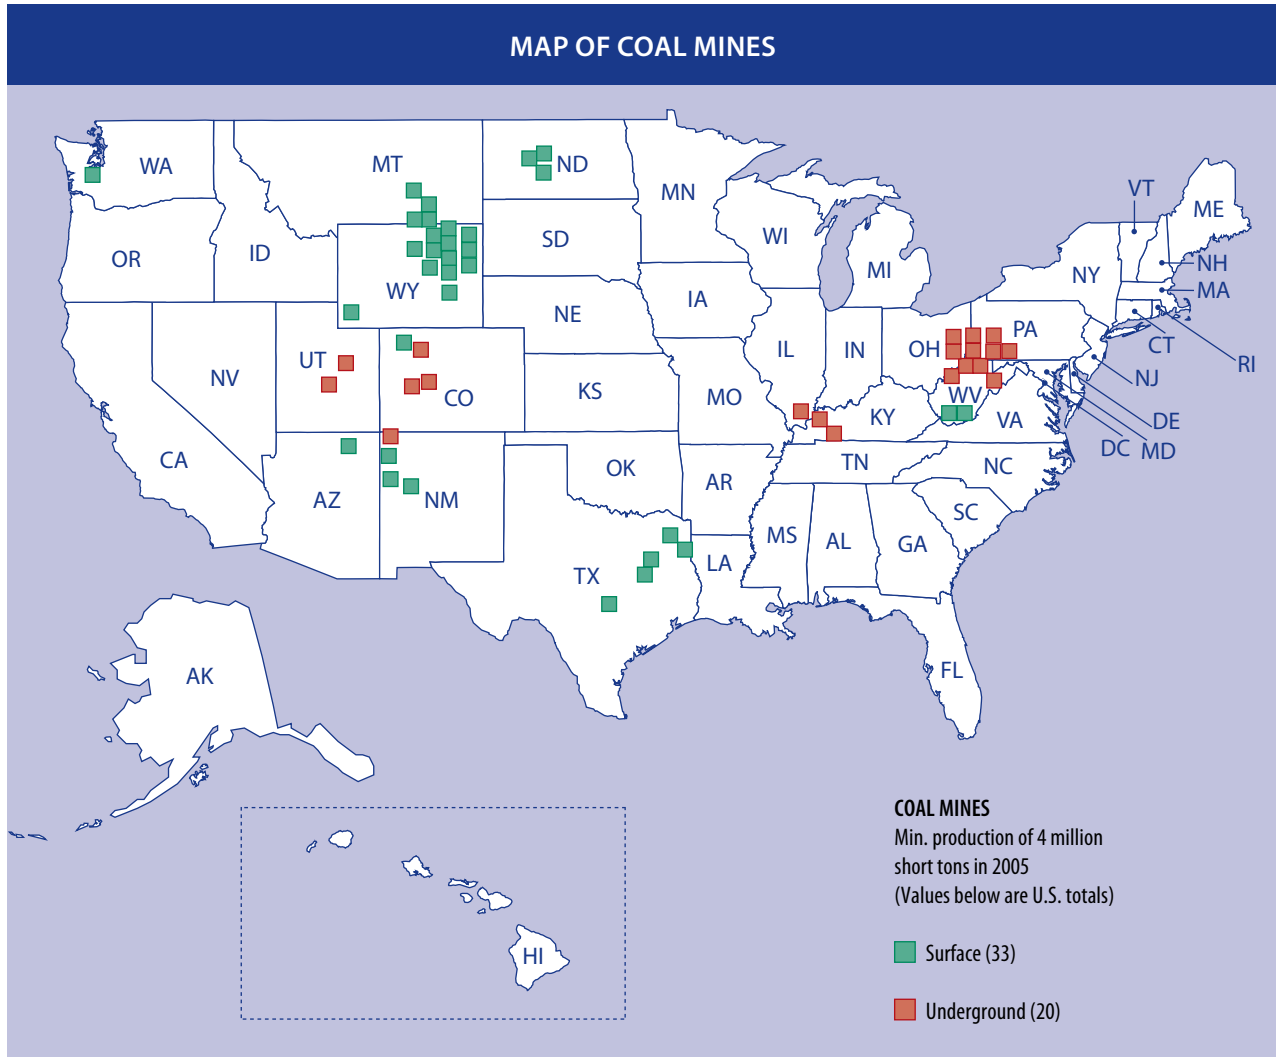 MAP OF COAL MINES
WA
MT
ND
MN
VT
ME
OR
ID
SD
WI
MI
NY
NH
MA
WY
IA
NE
PA
CT
RI
NV
UT
CO
KS
MO
IL
IN
OH
NJ
WV
KY
VA
DE
DC
MD
CA
AZ
NM
OK
AR
TN
NC
SC
TX
LA
MS
AL
GA
FL
AK
HI
COAL MINES
Min. production of 4 million
short tons in 2005
(Values below are U.S. totals)
Surface (33)
Underground (20)